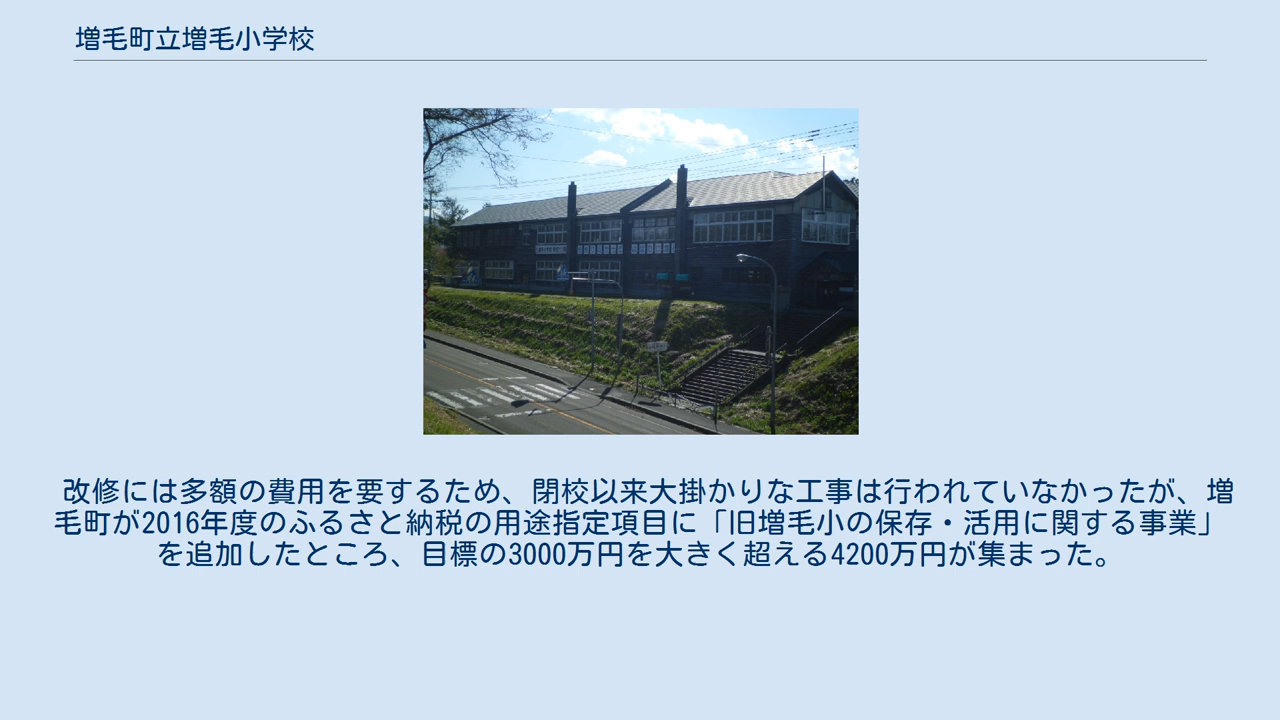 増毛町立増毛小学校
改修には多額の費用を要するため、閉校以来大掛かりな工事は行われていなかったが、増
毛町が2016年度のふるさと納税の用途指定項目に「旧増毛小の保存・活用に関する事業」
を追加したところ、目標の3000万円を大きく超える4200万円が集まった。